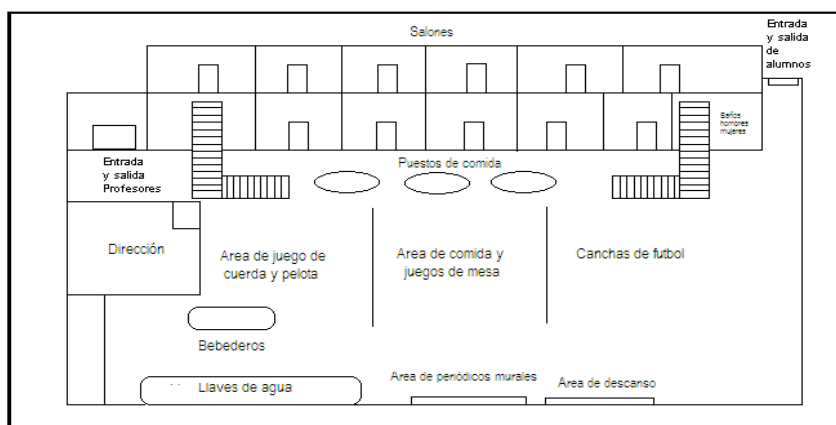 Salones
Entrada
y salida
de
alumnos
Baños
hombres
mujeres
Entrada
y salida
Profesores
Puestos de comida
Dirección
Area de juego de
cuerda y pelota
Area de comida y
juegos de mesa
Canchas de futbol
Bebederos
Llaves de agua
Area de periódicos murales
Area de descanso